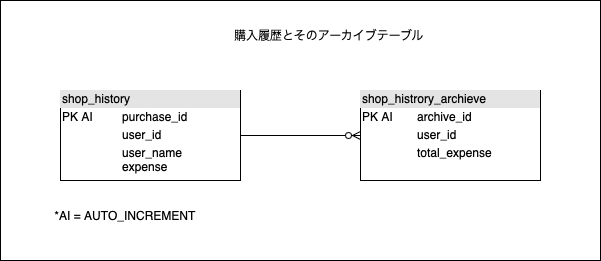 購入履歴とそのアーカイブテーブル
shop_history
PK AI purchase_id
user_id
user_name
expense
shop_histrory_archieve
PK AI archive_id
user_id
total_expense
*AI = AUTO_INCREMENT